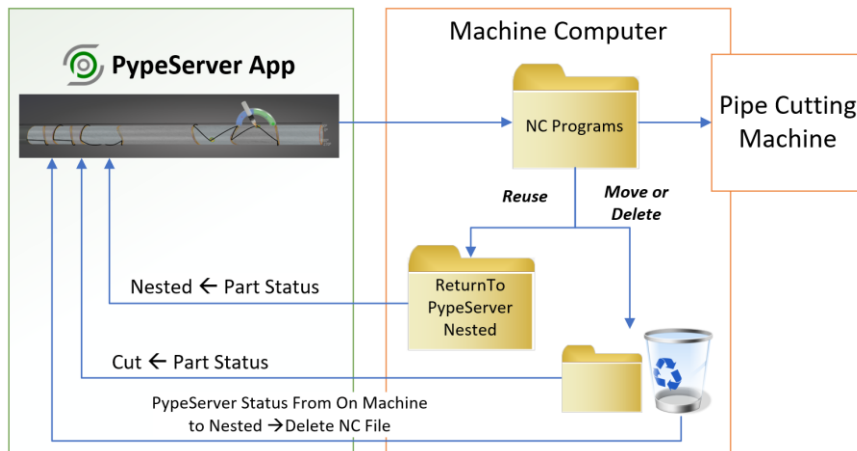 Machine Computer
PypeServer App
Pipe Cutting
Machine
NC Programs
Reuse
Move or
Delete
ReturnTo
PypeServer
Nested
Nested ← Part Status
Cut ← Part Status
PypeServer Status From On Machine
to Nested →Delete NC File